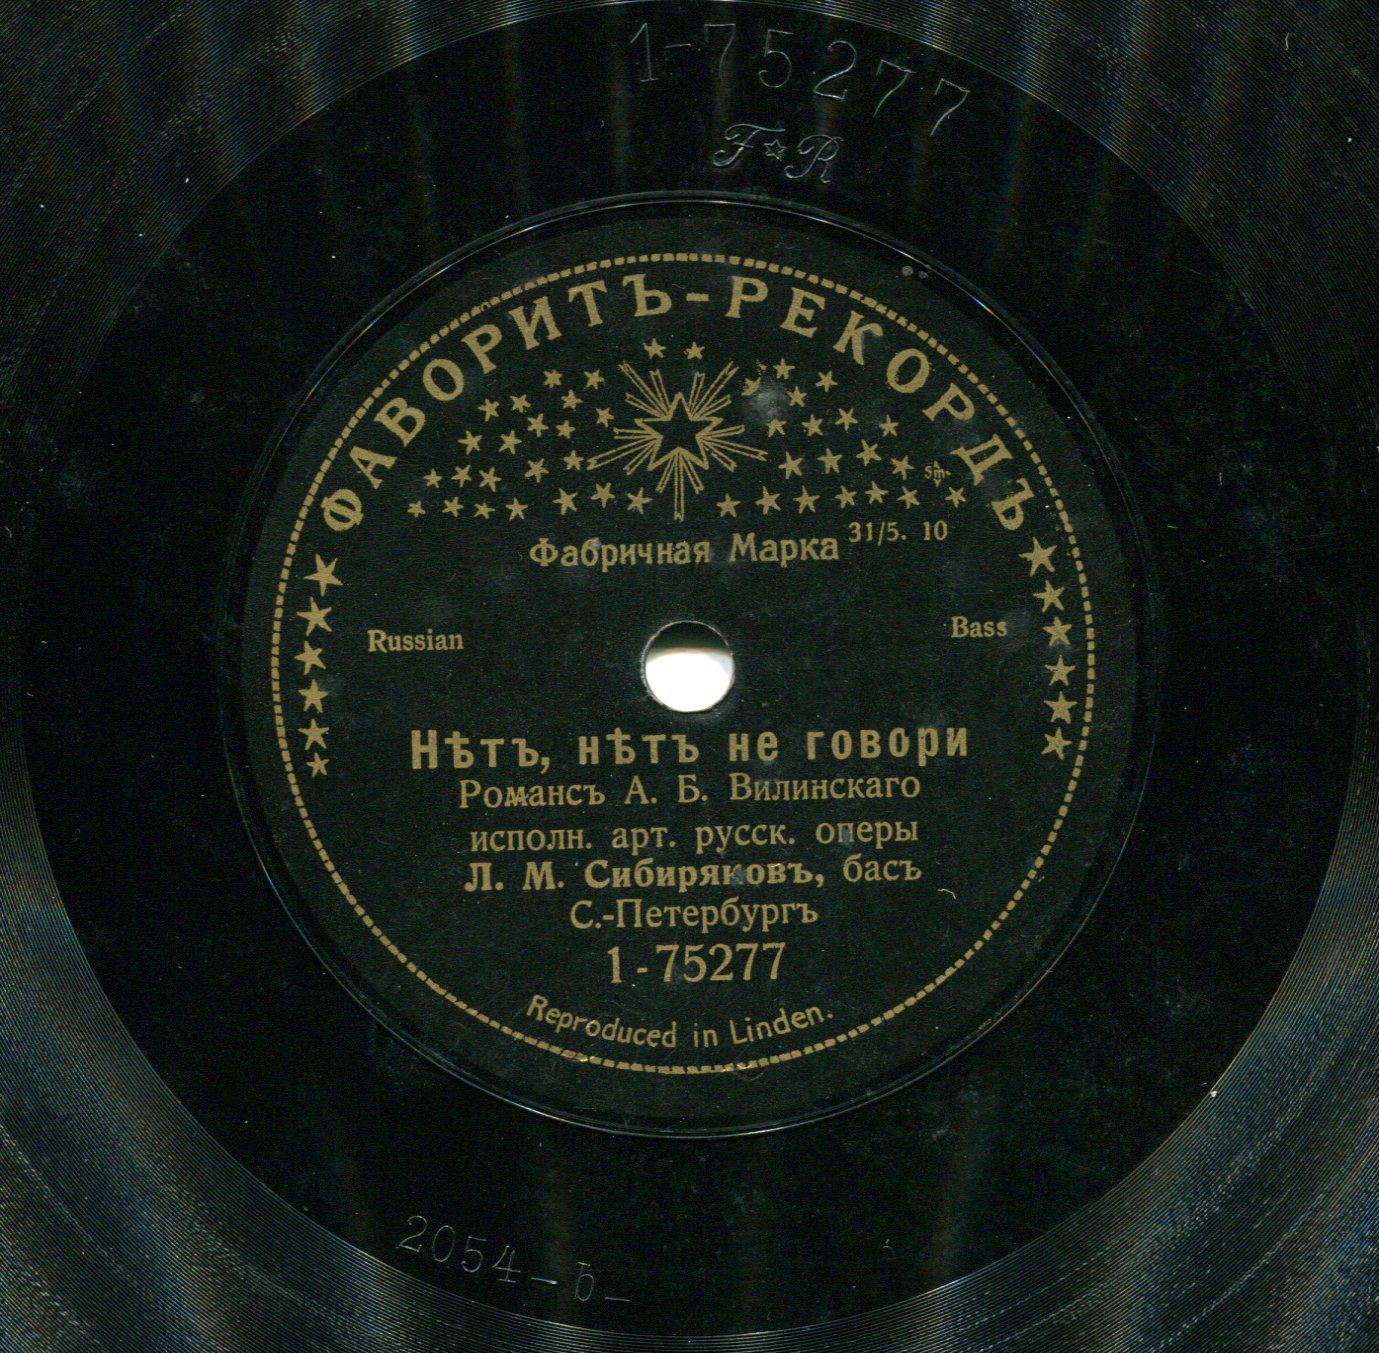 1-75277
F☆R
ФАВОРИТЪ-РЕКОРДЪ
Фабричная Марка 31/5. 10
Russian
Bass
Нѣтъ, нѣтъ не говори
Романсъ А. Б. Вилинскаго
исполн. арт. русск. оперы
Л. М. Сибиряковъ, басъ
С.-Петербургъ
1-75277
Reproduced in Linden.
2054-b-